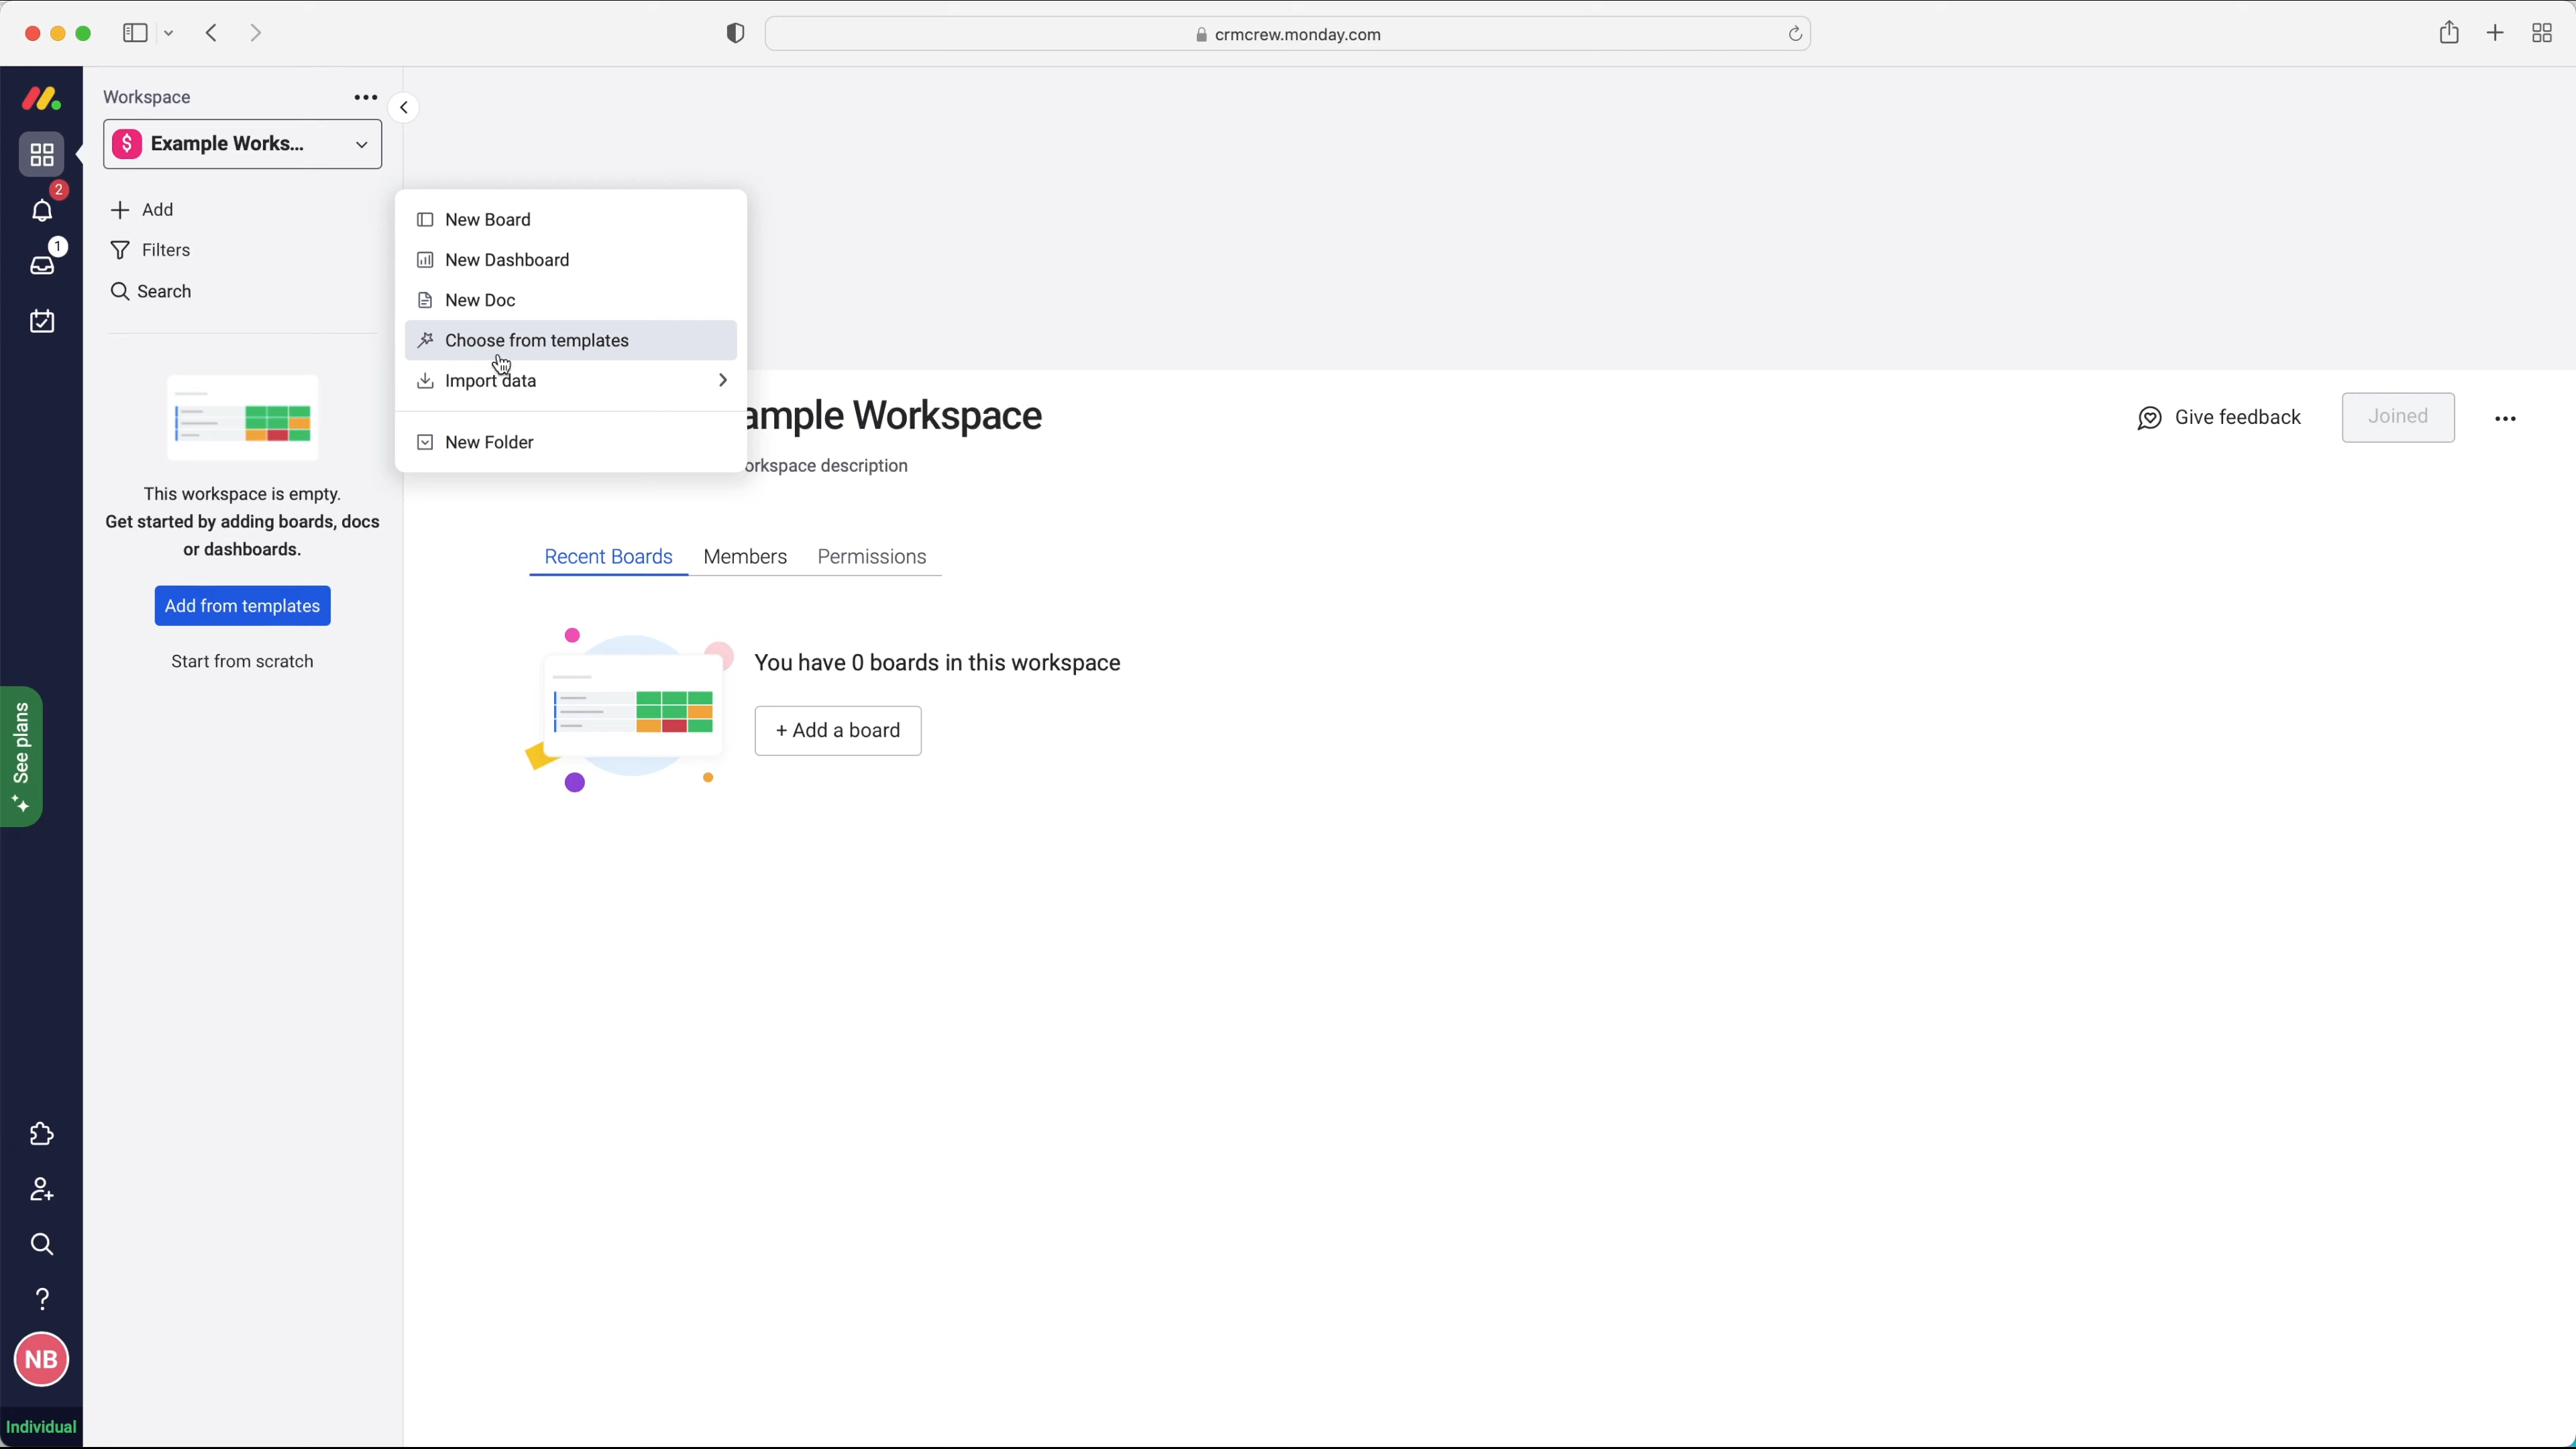 crmcrew.monday.com
Workspace
$ Example Works...
2
+ Add
Filters
1
Search
New Board
New Dashboard
New Doc
Choose from templates
Import data
New Folder
ample Workspace
orkspace description
Give feedback
Joined
This workspace is empty.
Get started by adding boards, docs
or dashboards.
Add from templates
Start from scratch
Recent Boards
Members
Permissions
You have 0 boards in this workspace
+ Add a board
See plans
?
NB
Individual